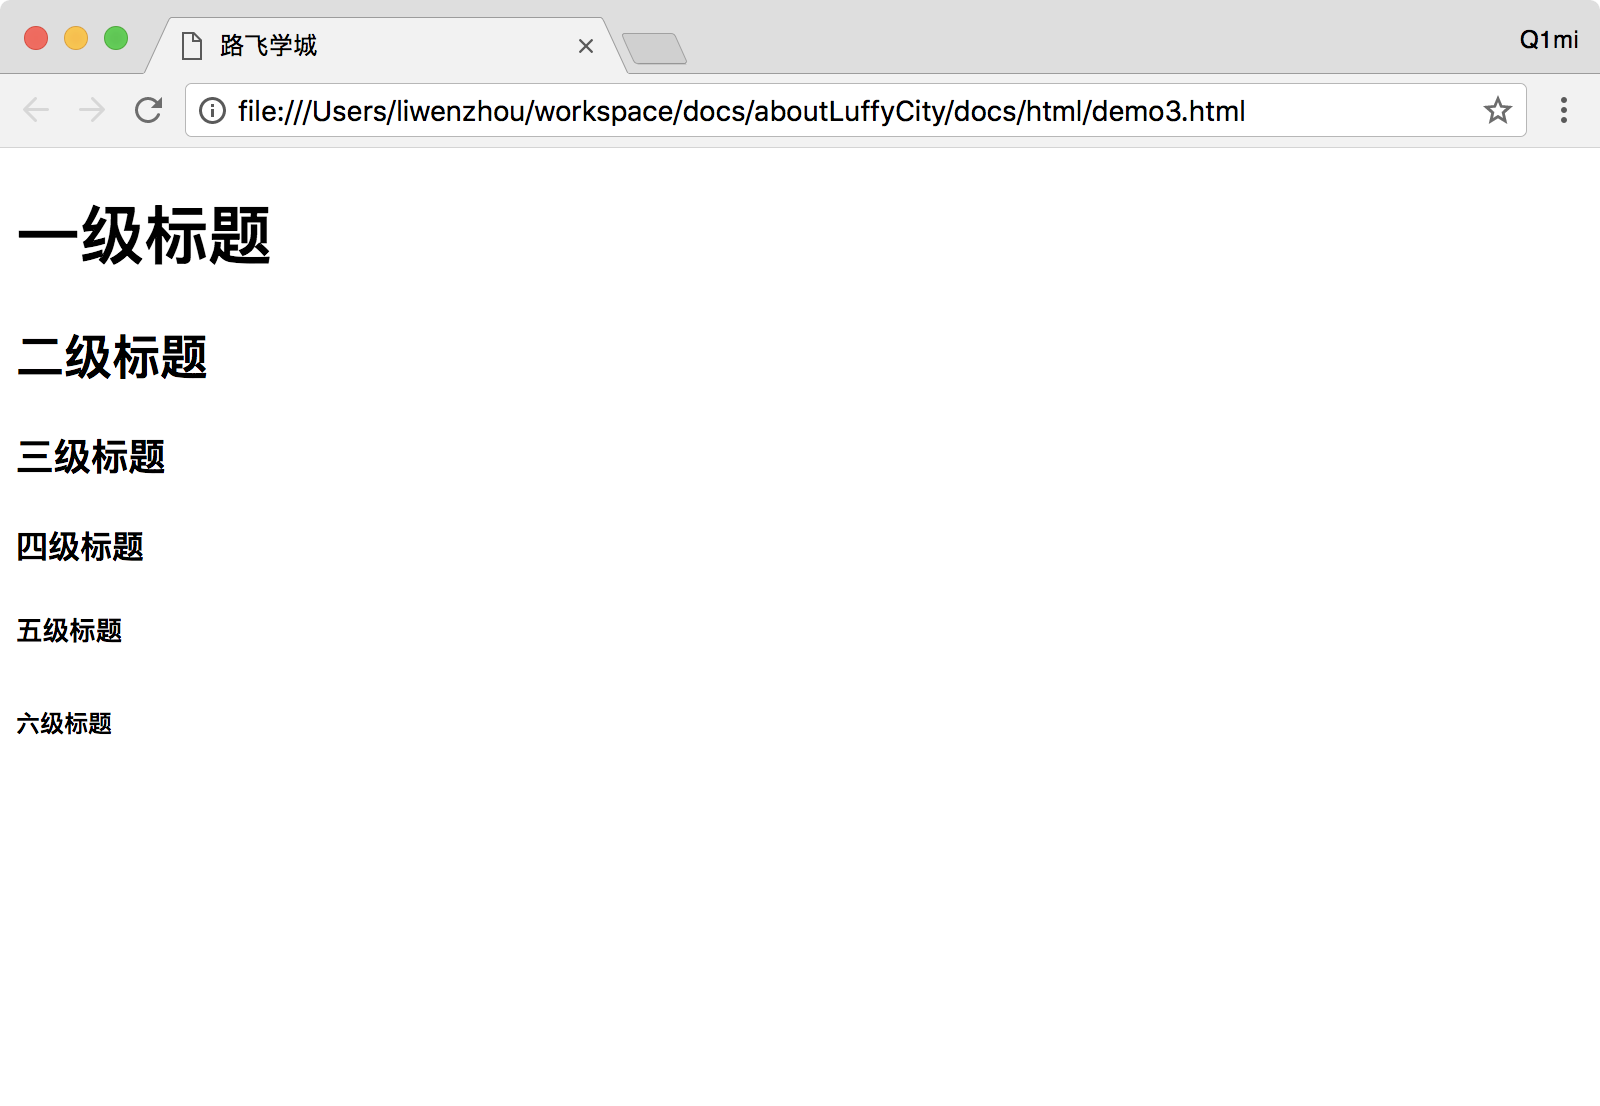 路飞学城
Q1mi
file:///Users/liwenzhou/workspace/docs/aboutLuffyCity/docs/html/demo3.html
一级标题
二级标题
三级标题
四级标题
五级标题
六级标题